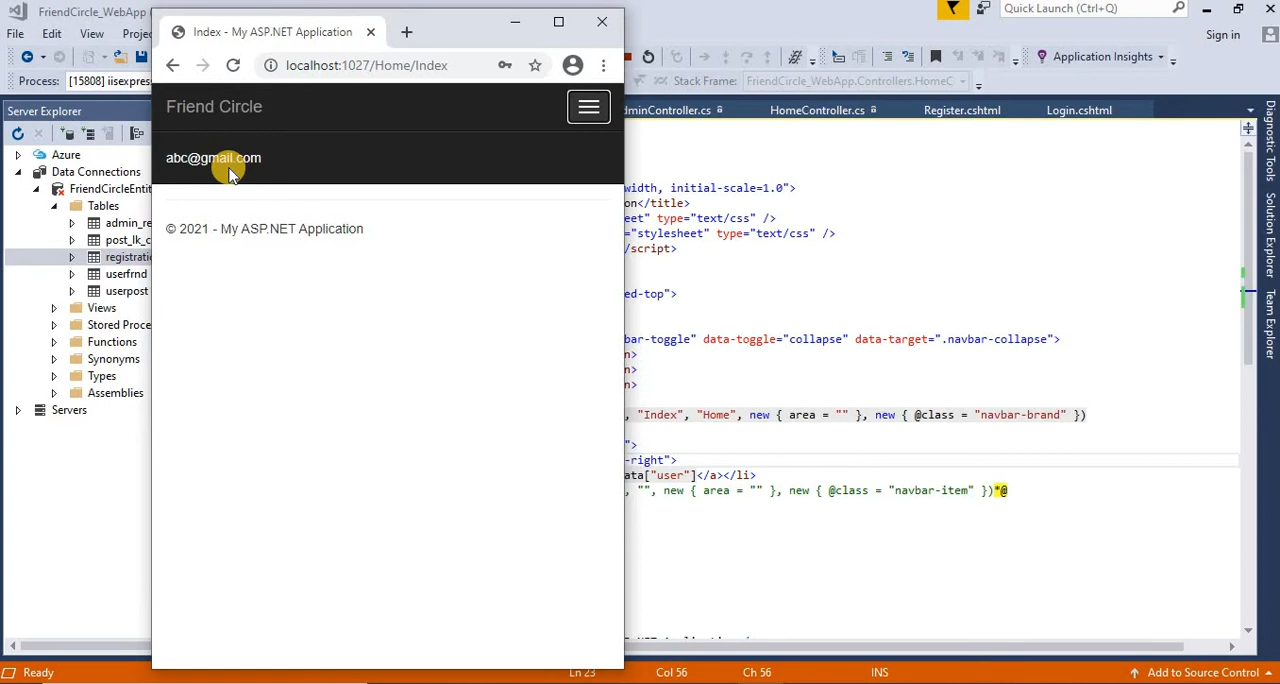 FriendCircle_WebApp
Quick Launch (Ctrl+Q)
File Edit View Proje
Sign in
Application Insights
Process: [15808] iisexpres
Stack Frame: FriendCircle_WebApp.Controllers.HomeC
Index - My ASP.NET Application
localhost:1027/Home/Index
Friend Circle
abc@gmail.com
© 2021 - My ASP.NET Application
Server Explorer
Azure
Data Connections
FriendCircleEntit
Tables
admin_re
post_lk_c
registratio
userfrnd
userpost
Views
Stored Proce
Functions
Synonyms
Types
Assemblies
Servers
dminController.cs HomeController.cs Register.cshtml Login.cshtml
width, initial-scale=1.0">
on</title>
eet" type="text/css" />
="stylesheet" type="text/css" />
/script>
ed-top">
bar-toggle" data-toggle="collapse" data-target=".navbar-collapse">
n>
n>
n>
, "Index", "Home", new { area = "" }, new { @class = "navbar-brand" })
">
-right">
ata["user"]</a></li>
, "", new { area = "" }, new { @class = "navbar-item" })*@
Diagnostic Tools
Solution Explorer
Team Explorer
Ready
Ln 23
Col 56
Ch 56
INS
Add to Source Control